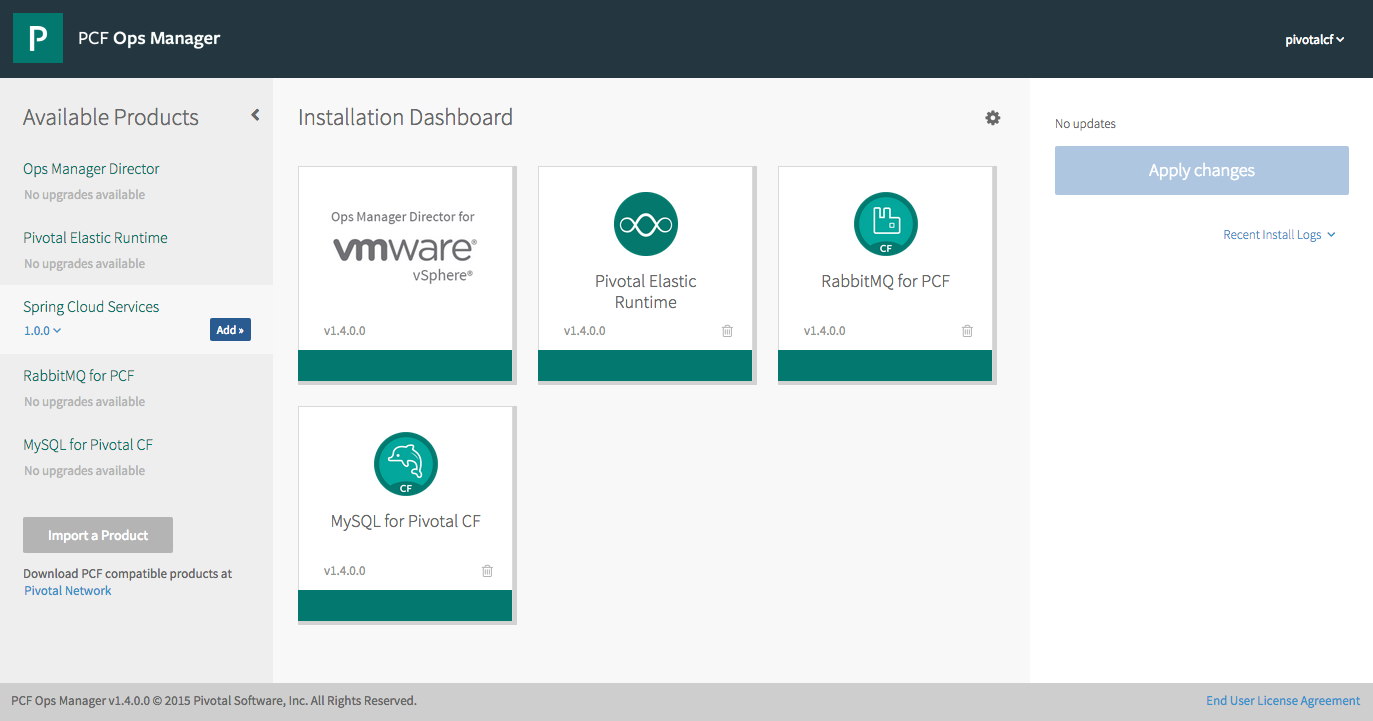 P
PCF Ops Manager
pivotalcf
Available Products
Ops Manager Director
No upgrades available
Pivotal Elastic Runtime
No upgrades available
Spring Cloud Services
1.0.0
Add »
RabbitMQ for PCF
No upgrades available
MySQL for Pivotal CF
No upgrades available
Import a Product
Download PCF compatible products at
Pivotal Network
Installation Dashboard
Ops Manager Director for
vmware®
vSphere®
v1.4.0.0
Pivotal Elastic
Runtime
v1.4.0.0
CF
RabbitMQ for PCF
v1.4.0.0
CF
MySQL for Pivotal CF
v1.4.0.0
No updates
Apply changes
Recent Install Logs
PCF Ops Manager v1.4.0.0 © 2015 Pivotal Software, Inc. All Rights Reserved.
End User License Agreement